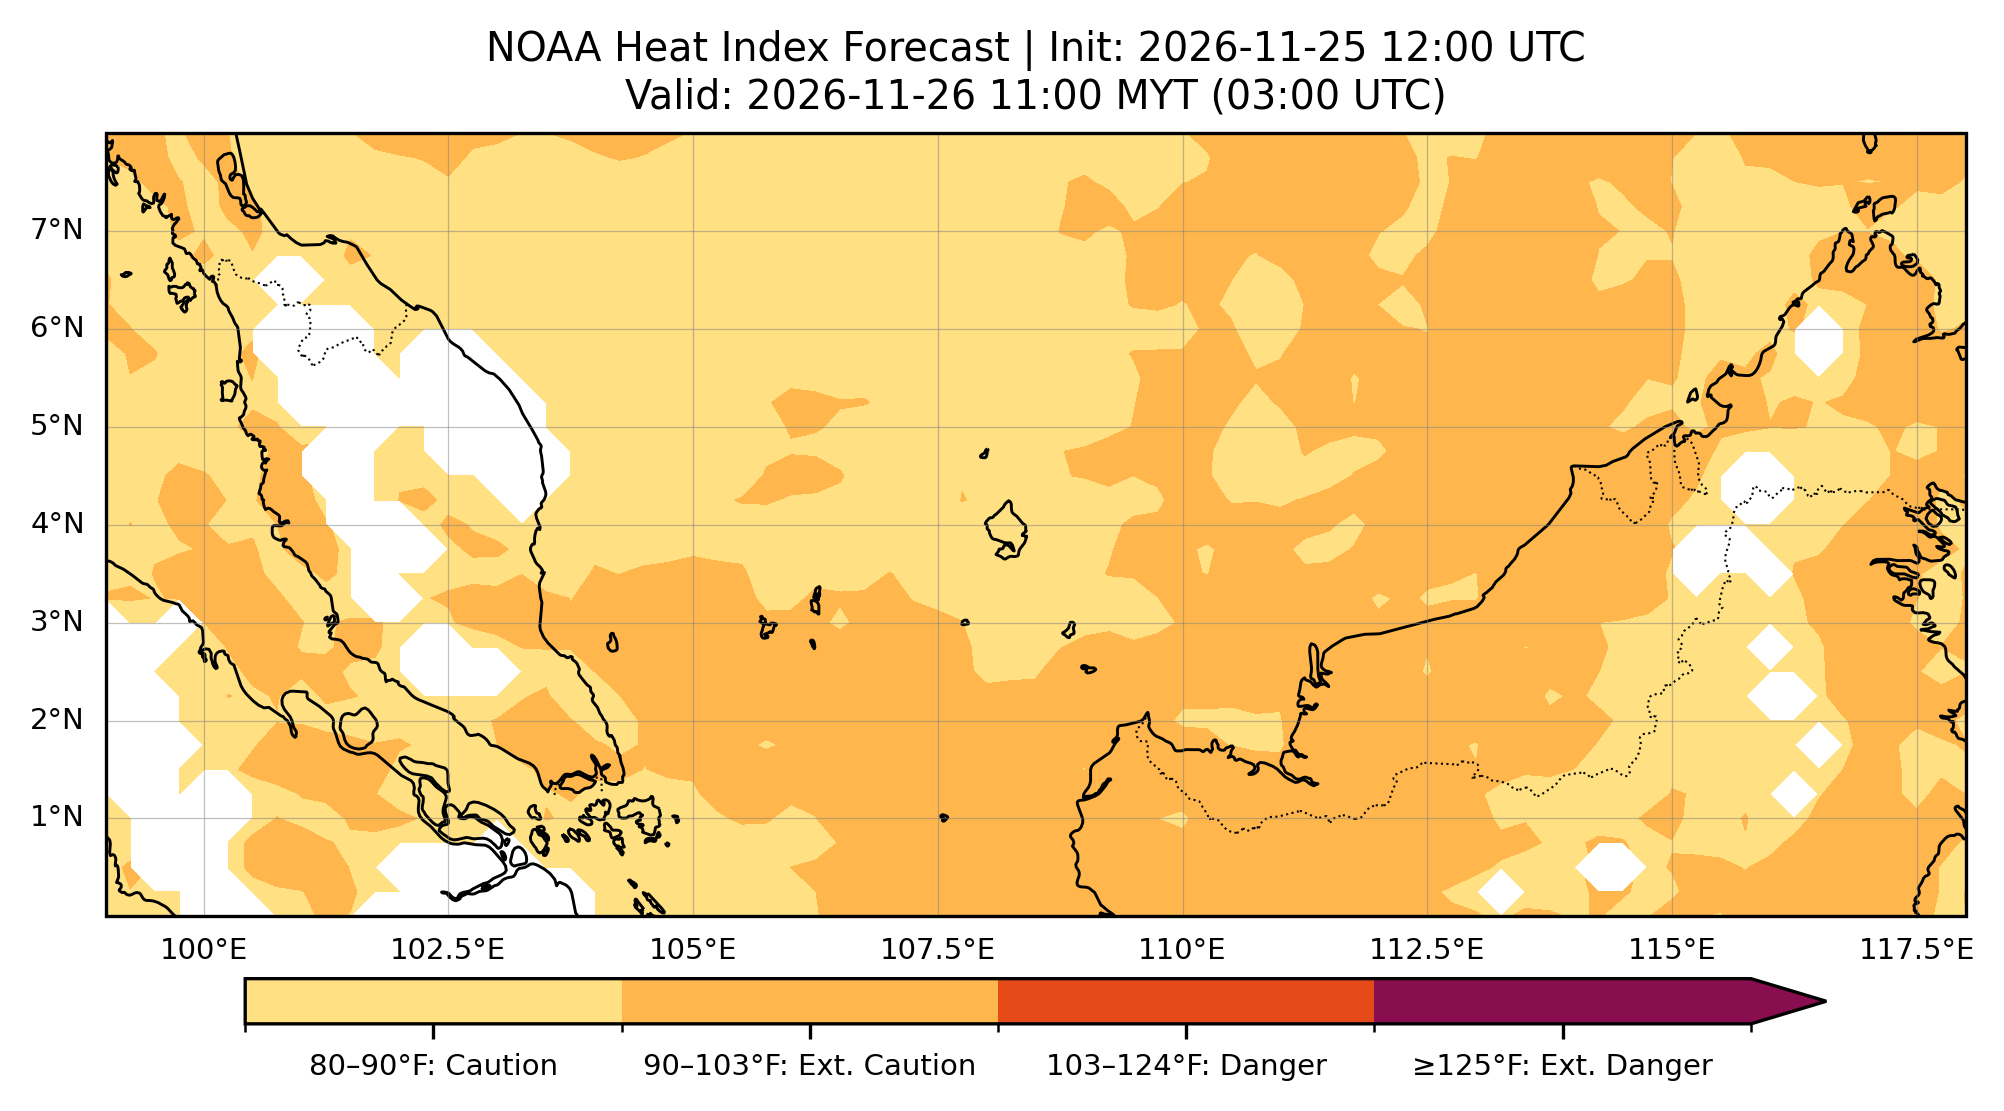 NOAA Heat Index Forecast | Init: 2026-11-25 12:00 UTC
Valid: 2026-11-26 11:00 MYT (03:00 UTC)
7°N
6°N
5°N
4°N
3°N
2°N
1°N
100°E
102.5°E
105°E
107.5°E
110°E
112.5°E
115°E
117.5°E
80–90°F: Caution
90–103°F: Ext. Caution
103–124°F: Danger
≥125°F: Ext. Danger